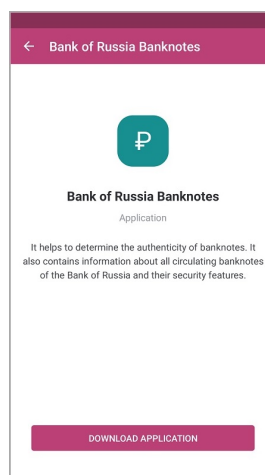 ← Bank of Russia Banknotes
₽
Bank of Russia Banknotes
Application
It helps to determine the authenticity of banknotes. It
also contains information about all circulating banknotes
of the Bank of Russia and their security features.
DOWNLOAD APPLICATION